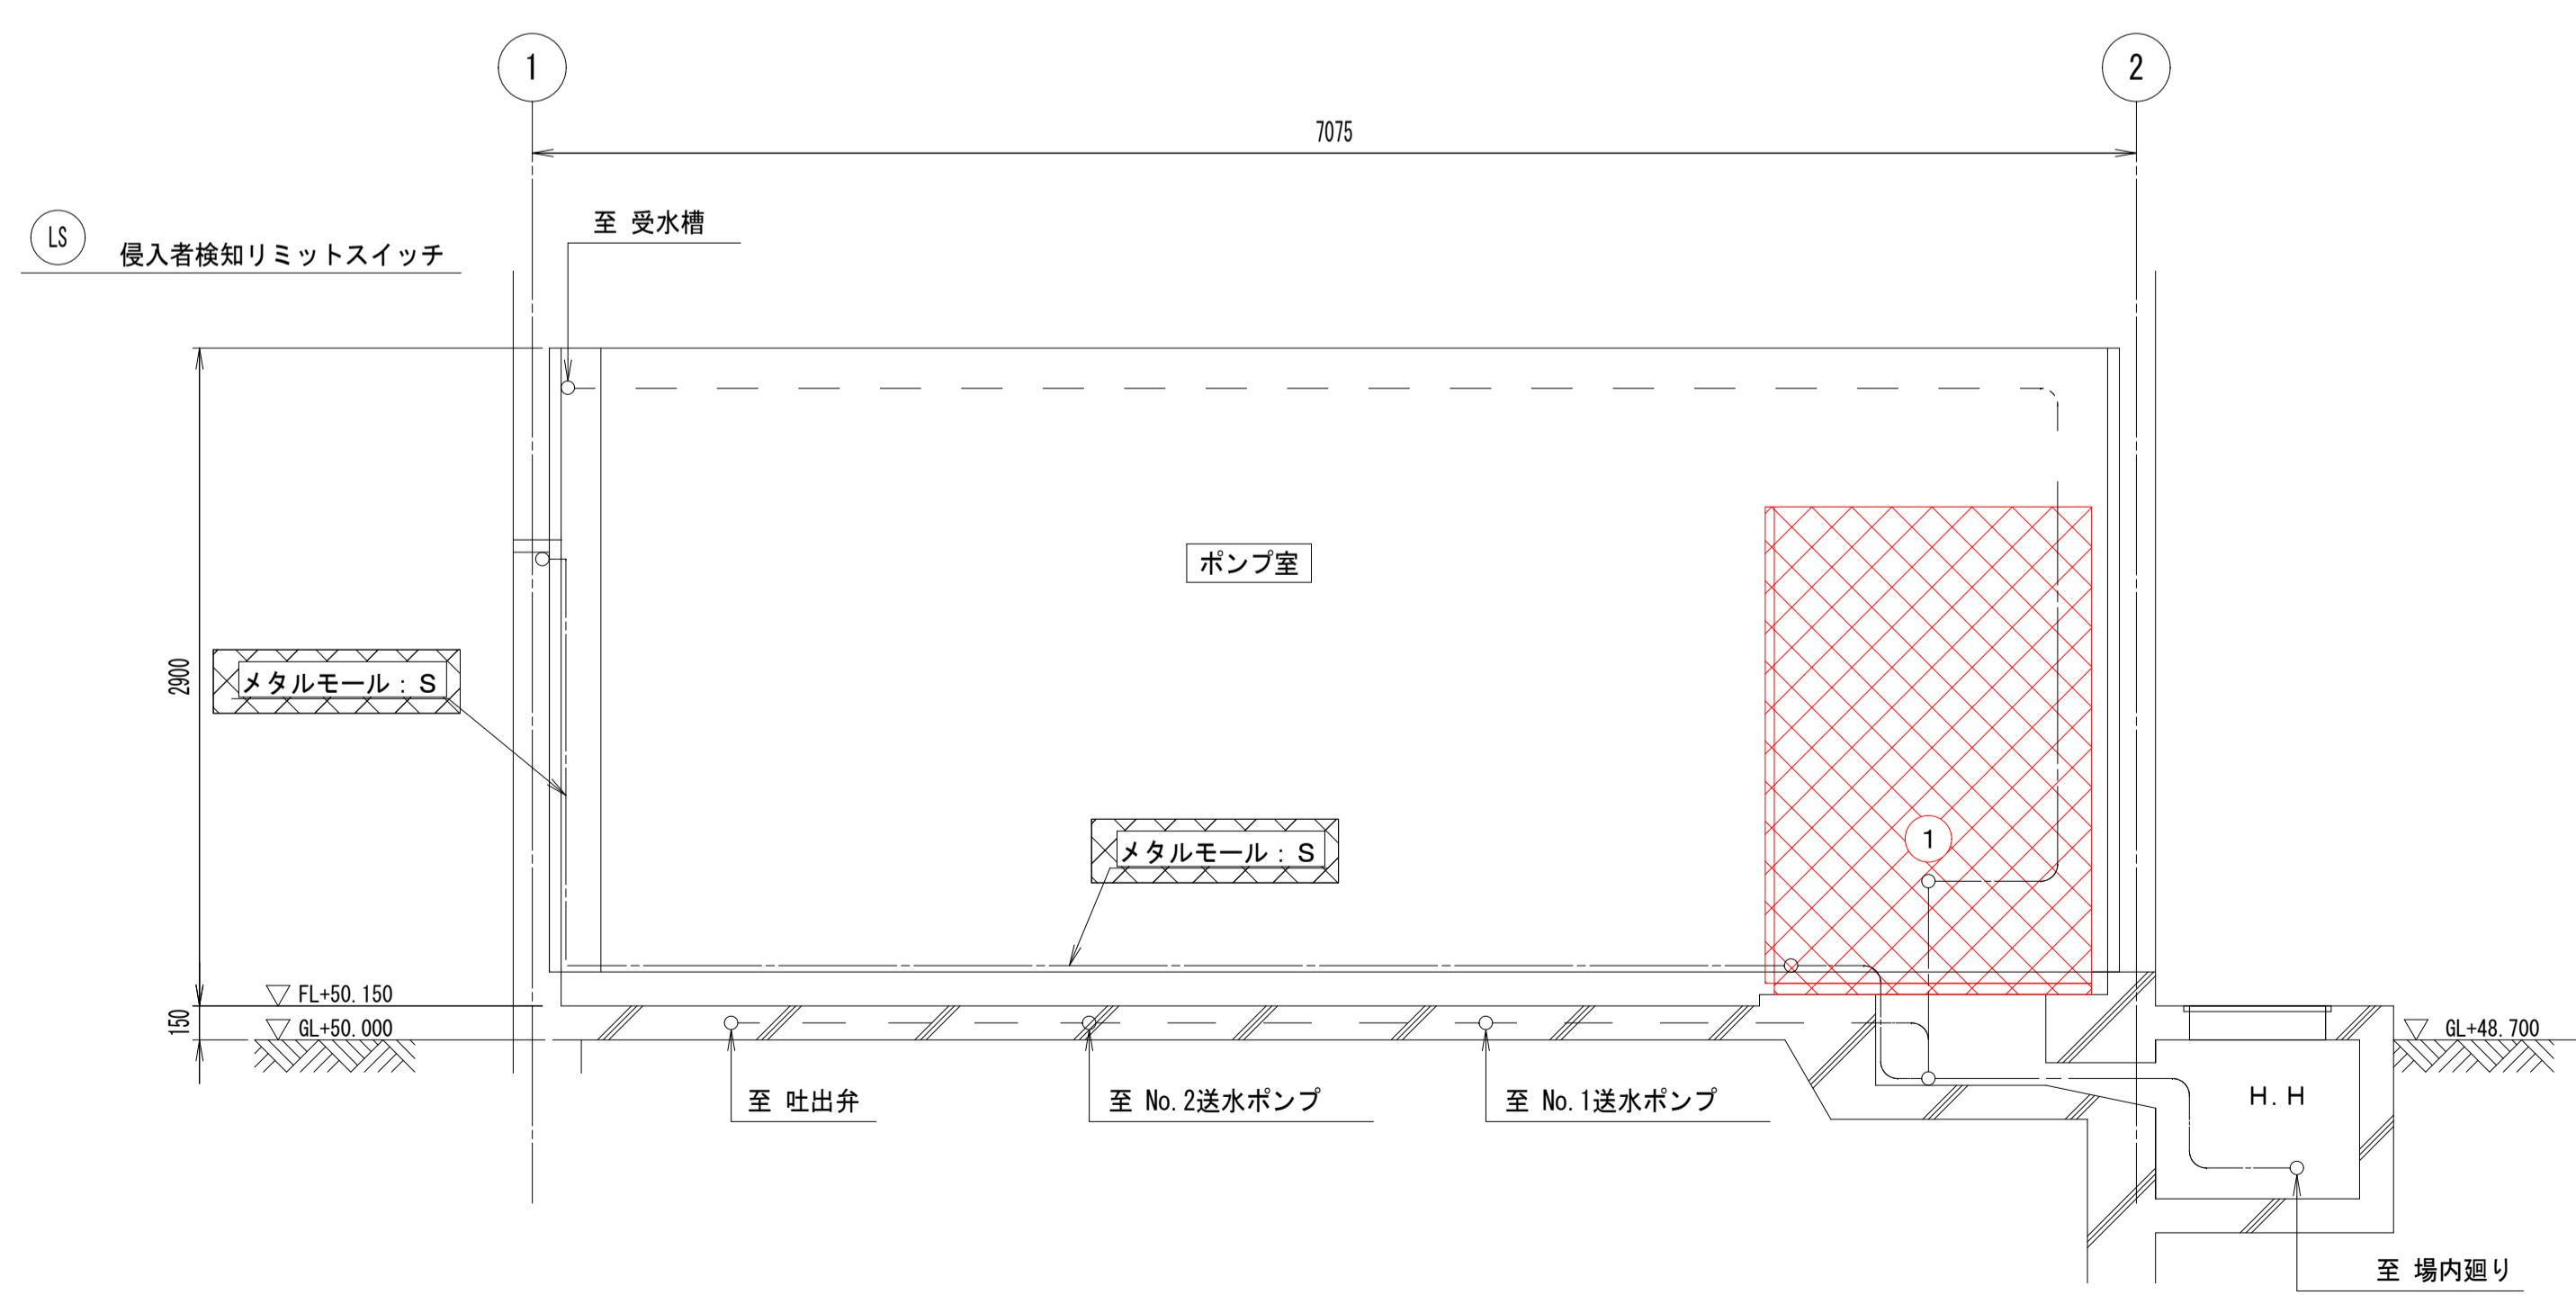 1
2
7075
至 受水槽
LS
侵入者検知リミットスイッチ
ポンプ室
2900
メタルモール：S
メタルモール：S
1
FL+50.150
150
GL+50.000
GL+48.700
至 吐出弁
至 No.2送水ポンプ
至 No.1送水ポンプ
H.H
至 場内廻り